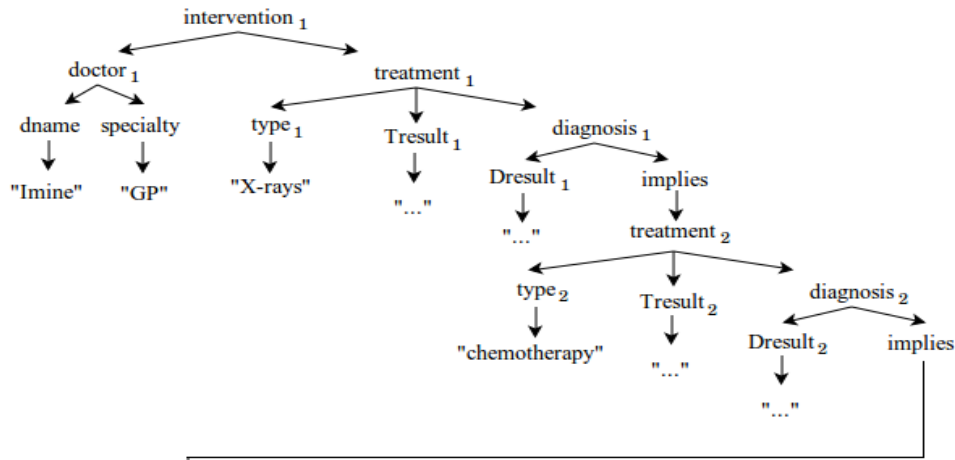 intervention 1
doctor 1 treatment 1
dname specialty type 1 Tresult 1 diagnosis 1
"Imine" "GP" "X-rays" "..." Dresult 1 implies
"..." treatment 2
type 2 Tresult 2 diagnosis 2
"chemotherapy" "..." Dresult 2 implies
"..."